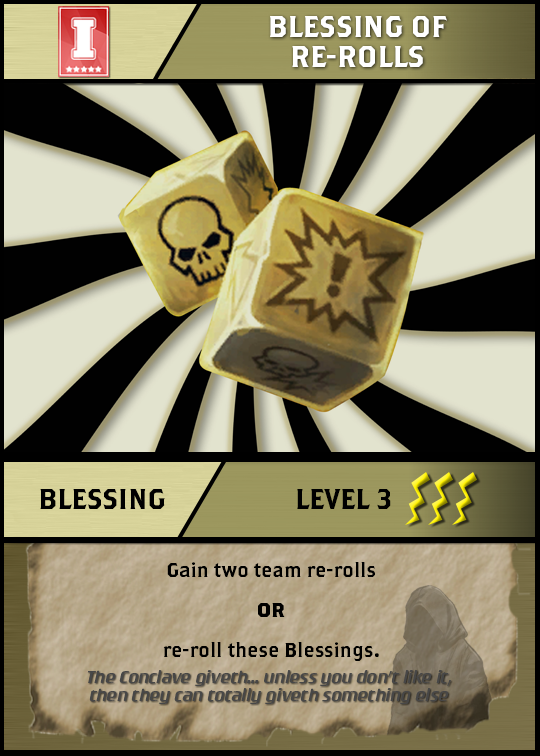 I
BLESSING OF
RE-ROLLS
!
BLESSING
LEVEL 3
Gain two team re-rolls
OR
re-roll these Blessings.
The Conclave giveth... unless you don't like it,
then they can totally giveth something else